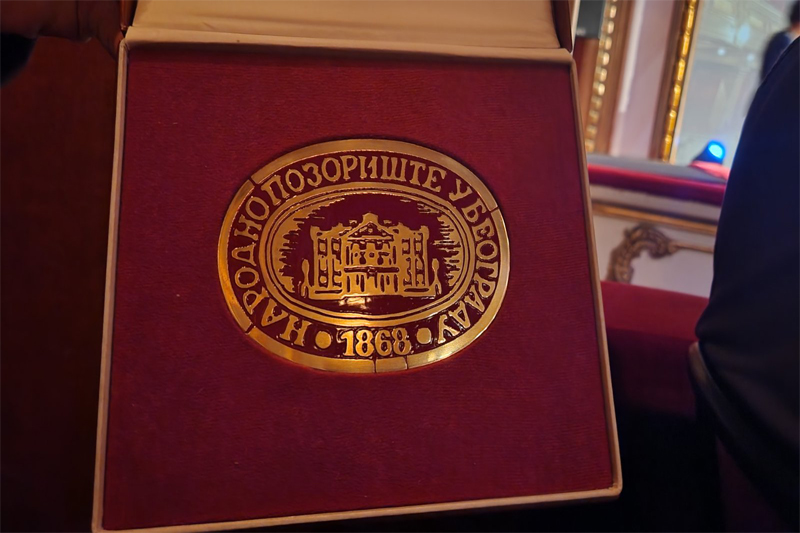 НАРОДНО ПОЗОРИШТЕ У БЕОГРАДУ
• 1868 •